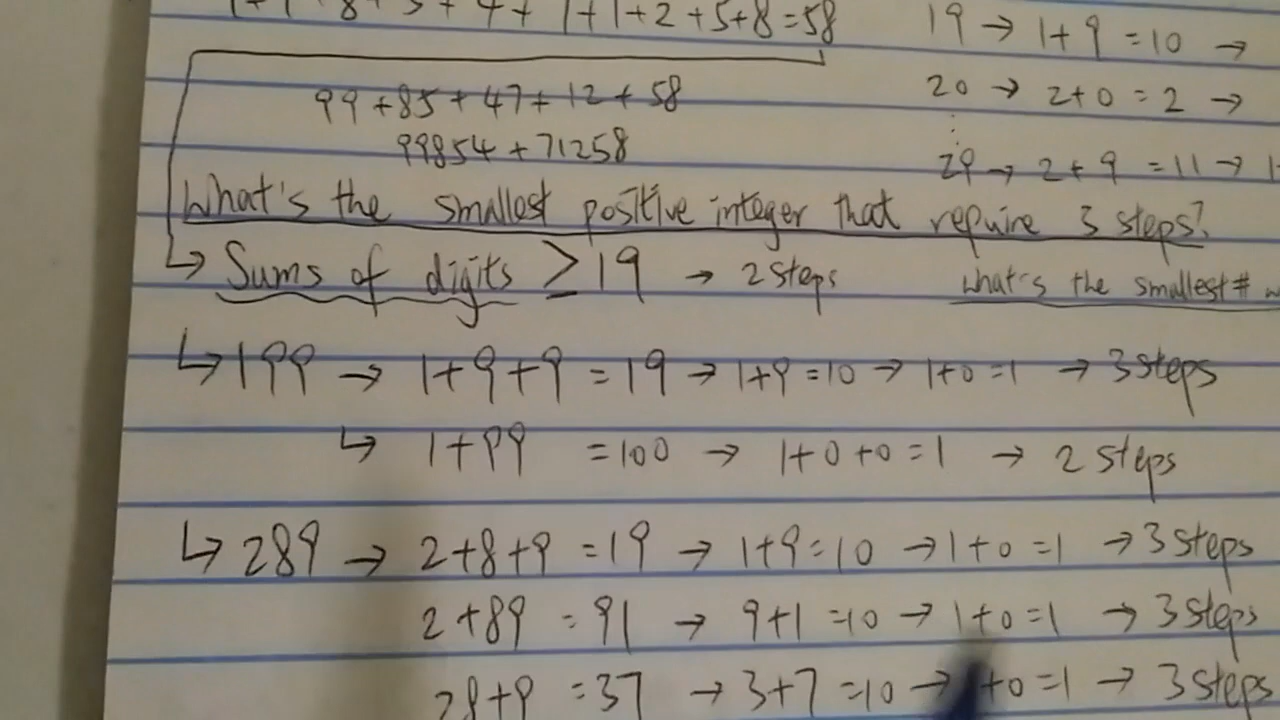 8 + 5 + 4 + 1+1+2+5+8=58
99+85+47+12+58
99854+71258
19 → 1+9 =10 →
20 → 2+0 =2 →
:
29 → 2+9 =11 →
What's the smallest positive integer that require 3 steps?
↳ Sums of digits ≥ 19 → 2 steps
what's the smallest #
↳ 199 → 1+9+9 = 19 → 1+9=10 → 1+0=1 → 3 steps
↳ 1+99 =100 → 1+0+0=1 → 2 steps
↳ 289 → 2+8+9 =19 → 1+9=10 → 1+0=1 → 3 steps
2+89 =91 → 9+1=10 → 1+0=1 → 3 steps
28+9 =37 → 3+7=10 → +0=1 → 3 steps